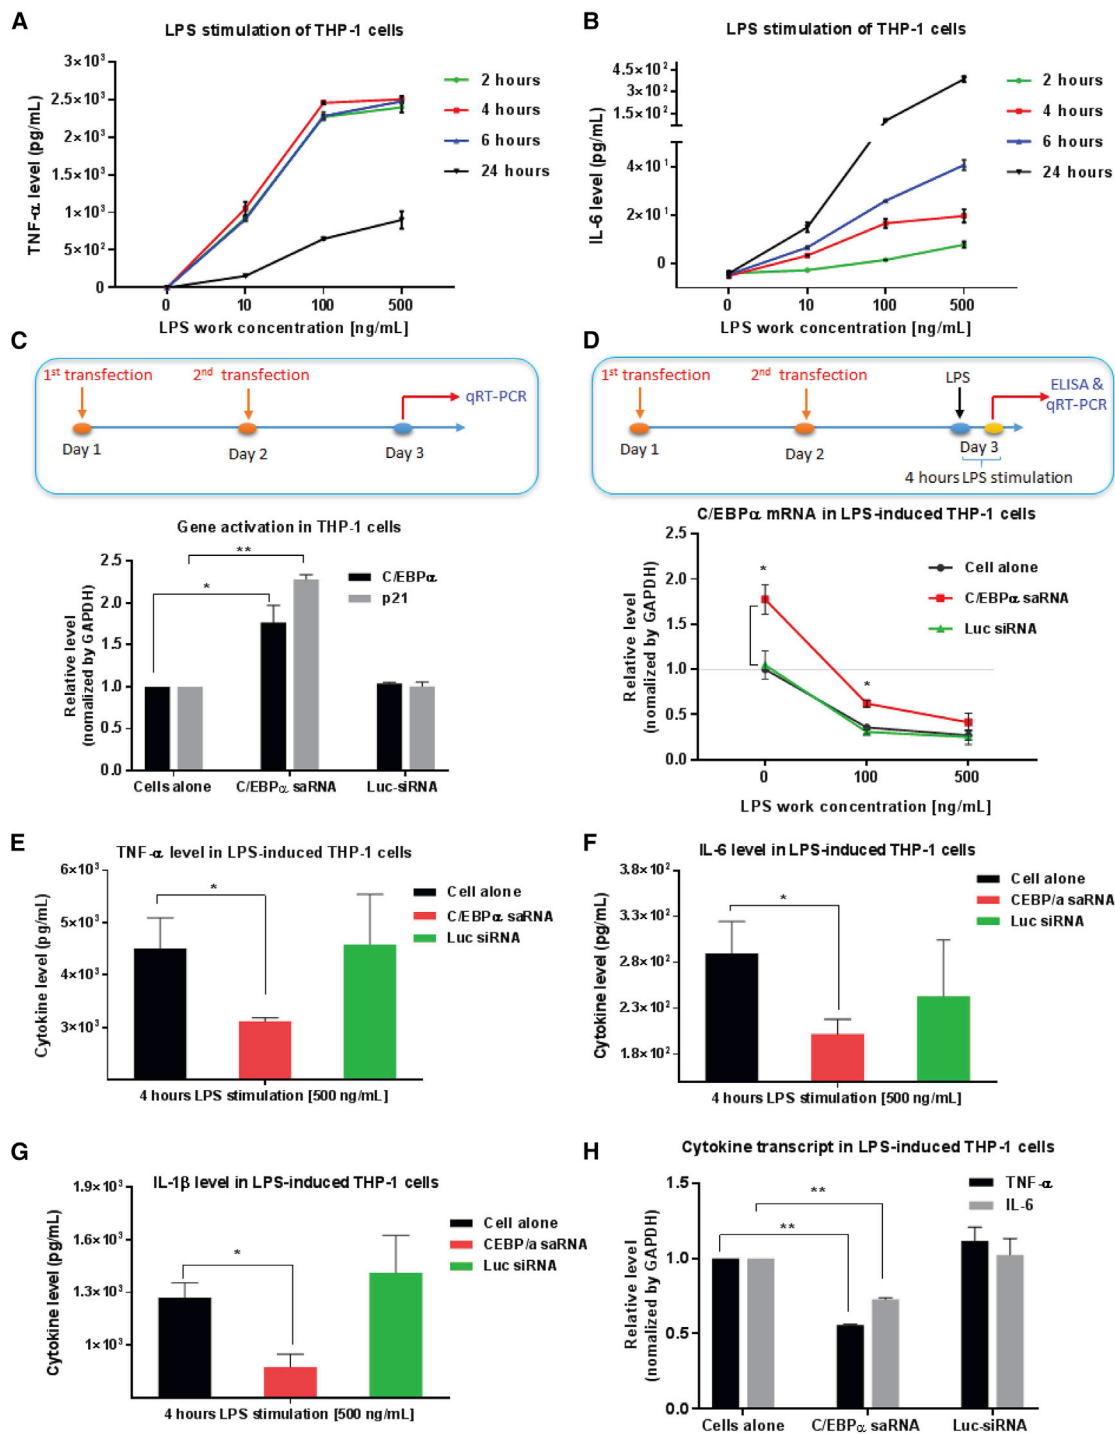 A
LPS stimulation of THP-1 cells
TNF-α level (pg/mL)
3×10³
2.5×10³
2×10³
1.5×10³
1×10³
5×10²
0
0 10 100 500
LPS work concentration [ng/mL]
2 hours
4 hours
6 hours
24 hours
B
LPS stimulation of THP-1 cells
IL-6 level (pg/mL)
4.5×10²
3×10²
1.5×10²
4×10¹
2×10¹
0
0 10 100 500
LPS work concentration [ng/mL]
2 hours
4 hours
6 hours
24 hours
C
1st transfection
2nd transfection
qRT-PCR
Day 1
Day 2
Day 3
Gene activation in THP-1 cells
Relative level
(nomalized by GAPDH)
2.5
2.0
1.5
1.0
0.5
0.0
*
**
C/EBPα
p21
Cells alone C/EBPα saRNA Luc-siRNA
D
1st transfection
2nd transfection
LPS
ELISA &
qRT-PCR
Day 1
Day 2
Day 3
4 hours LPS stimulation
C/EBPα mRNA in LPS-induced THP-1 cells
Relative level
(nomalized by GAPDH)
2.5
2.0
1.5
1.0
0.5
0.0
*
*
Cell alone
C/EBPα saRNA
Luc siRNA
0 100 500
LPS work concentration [ng/mL]
E
TNF-α level in LPS-induced THP-1 cells
Cytokine level (pg/mL)
6×10³
5×10³
4×10³
3×10³
*
Cell alone
C/EBPα saRNA
Luc siRNA
4 hours LPS stimulation [500 ng/mL]
F
IL-6 level in LPS-induced THP-1 cells
Cytokine level (pg/mL)
3.8×10²
3.3×10²
2.8×10²
2.3×10²
1.8×10²
*
Cell alone
CEBP/a saRNA
Luc siRNA
4 hours LPS stimulation [500 ng/mL]
G
IL-1β level in LPS-induced THP-1 cells
Cytokine level (pg/mL)
1.9×10³
1.6×10³
1.3×10³
1×10³
*
Cell alone
CEBP/a saRNA
Luc siRNA
4 hours LPS stimulation [500 ng/mL]
H
Cytokine transcript in LPS-induced THP-1 cells
Relative level
(nomalized by GAPDH)
1.5
1.0
0.5
0.0
**
**
TNF-α
IL-6
Cells alone C/EBPα saRNA Luc-siRNA